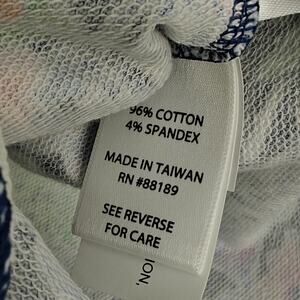 96% COTTON
4% SPANDEX
MADE IN TAIWAN
RN #88189
SEE REVERSE
FOR CARE